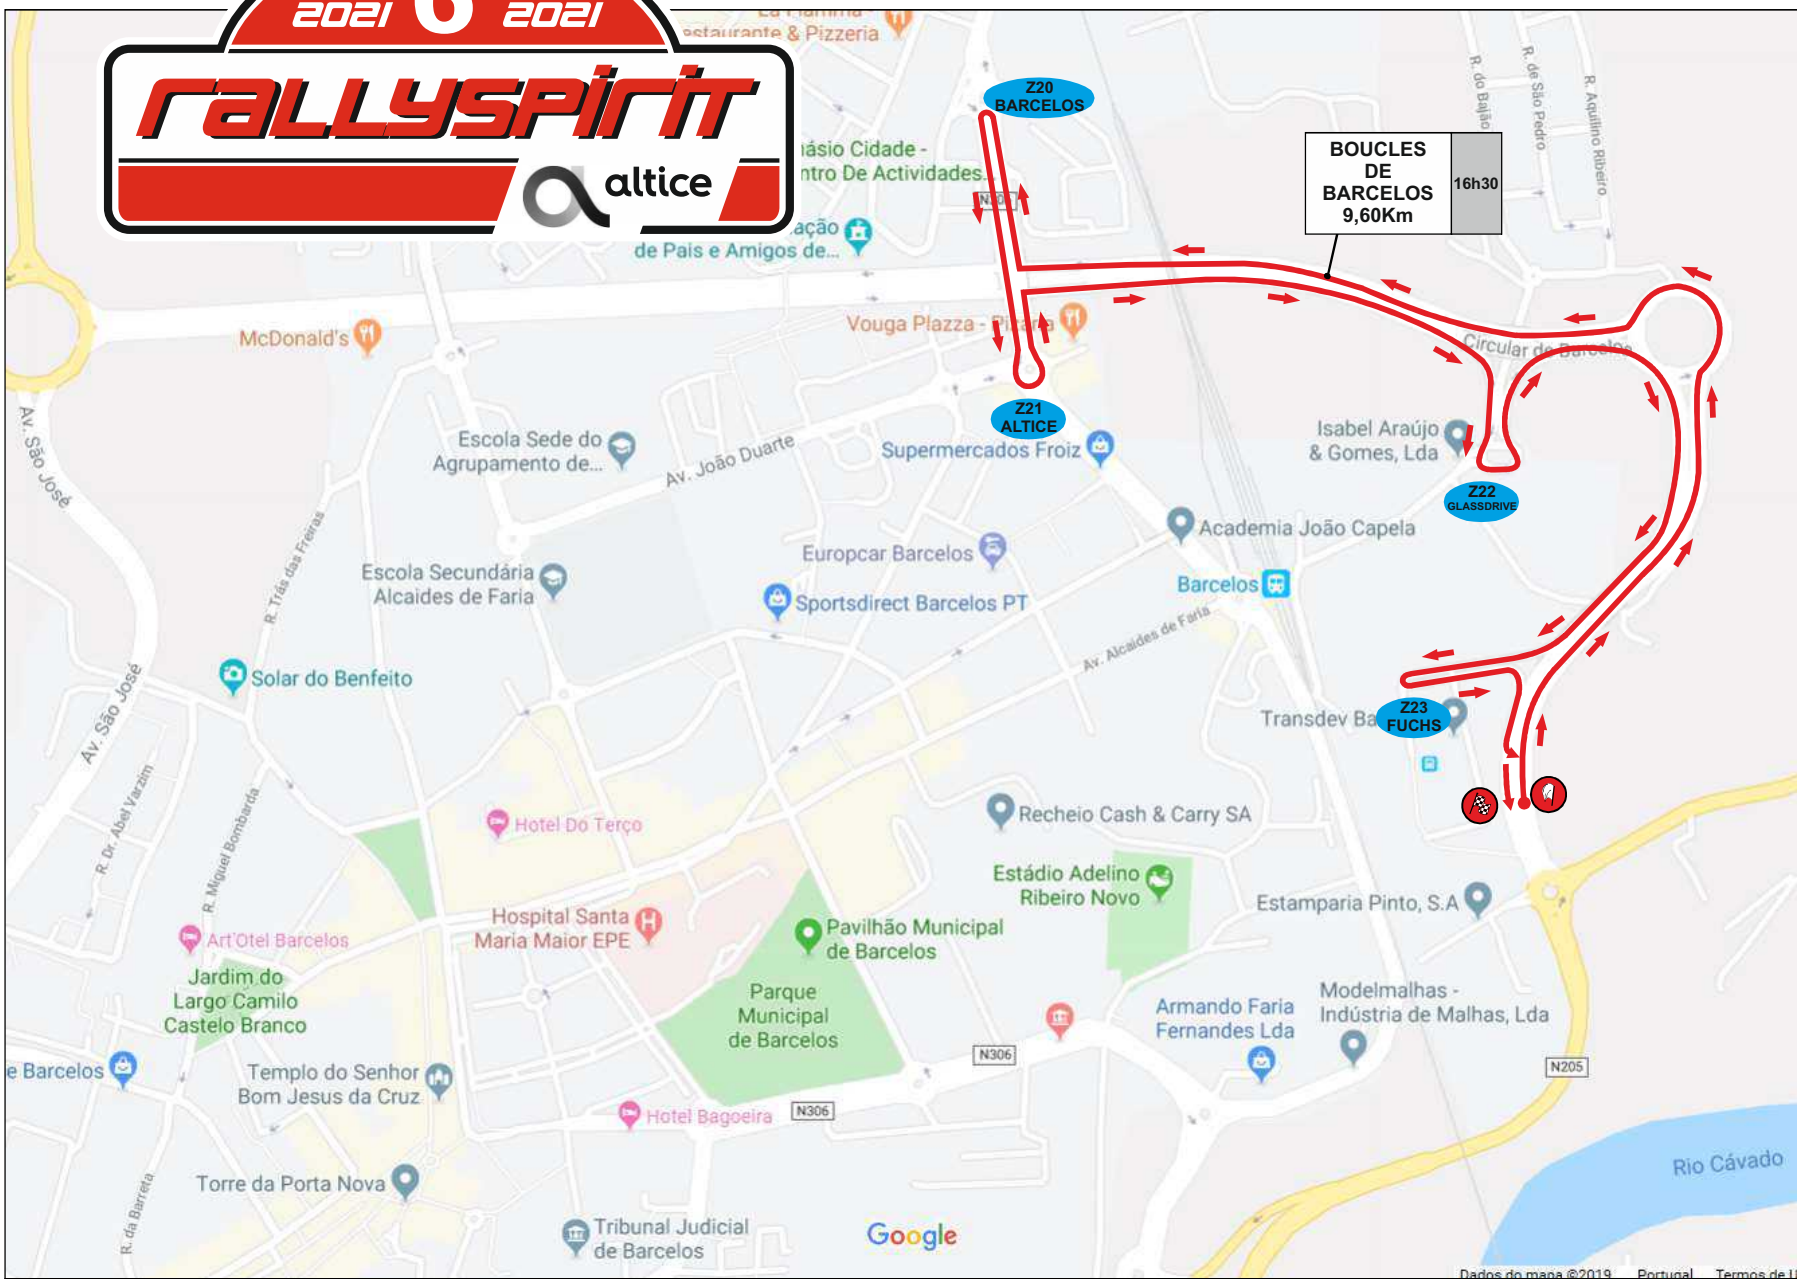 2021 6 2021
rallyspirit
altice
La Fiamma -
estaurante & Pizzeria
Z20
BARCELOS
násio Cidade -
ntro De Actividades...
ação
de Pais e Amigos de...
BOUCLES
DE
BARCELOS
9,60Km
16h30
R. do Bajão
R. de São Pedro
R. Aquilino Ribeiro
McDonald's
Vouga Plazza - Pizaria
Circular de Barcelos
Z21
ALTICE
Av. São José
Escola Sede do
Agrupamento de...
Av. João Duarte
Supermercados Froiz
Isabel Araújo
& Gomes, Lda
Z22
GLASSDRIVE
R. Trás das Freiras
Academia João Capela
Europcar Barcelos
Escola Secundária
Alcaides de Faria
Sportsdirect Barcelos PT
Barcelos
Av. Alcaides de Faria
Solar do Benfeito
Av. São José
Z23
FUCHS
Transdev Ba
R. Dr. Abel Varzim
R. Miguel Bombarda
Hotel Do Terço
Recheio Cash & Carry SA
Estádio Adelino
Ribeiro Novo
Estamparia Pinto, S.A
Hospital Santa
Maria Maior EPE
Pavilhão Municipal
de Barcelos
Art'Otel Barcelos
Jardim do
Largo Camilo
Castelo Branco
Parque
Municipal
de Barcelos
Armando Faria
Fernandes Lda
Modelmalhas -
Indústria de Malhas, Lda
N306
N205
e Barcelos
Templo do Senhor
Bom Jesus da Cruz
Hotel Bagoeira
N306
Rio Cávado
Torre da Porta Nova
R. da Barreta
Tribunal Judicial
de Barcelos
Google
Dados do mapa ©2019 Portugal Termos de U